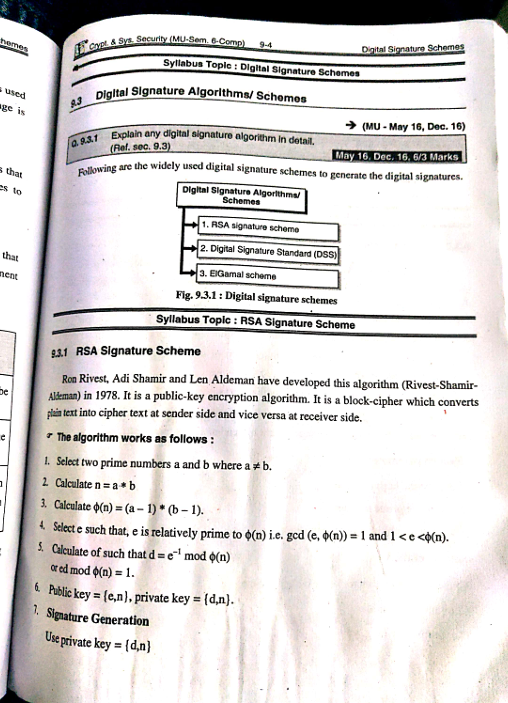 hemes
used
ge is
that
es to
that
nent
be
e
Crypt. & Sys. Security (MU-Sem. 6-Comp) 9-4 Digital Signature Schemes
Syllabus Topic : Digital Signature Schemes
9.3 Digital Signature Algorithms/ Schemes
→ (MU - May 16, Dec. 16)
Q. 9.3.1 Explain any digital signature algorithm in detail.
(Ref. sec. 9.3) May 16, Dec. 16, 6/3 Marks
Following are the widely used digital signature schemes to generate the digital signatures.
Digital Signature Algorithms/
Schemes
1. RSA signature scheme
2. Digital Signature Standard (DSS)
3. ElGamal scheme
Fig. 9.3.1 : Digital signature schemes
Syllabus Topic : RSA Signature Scheme
9.3.1 RSA Signature Scheme
Ron Rivest, Adi Shamir and Len Aldeman have developed this algorithm (Rivest-Shamir-
Aldeman) in 1978. It is a public-key encryption algorithm. It is a block-cipher which converts
plain text into cipher text at sender side and vice versa at receiver side.
☞ The algorithm works as follows :
1. Select two prime numbers a and b where a ≠ b.
2. Calculate n = a * b
3. Calculate ϕ(n) = (a – 1) * (b – 1).
4. Select e such that, e is relatively prime to ϕ(n) i.e. gcd (e, ϕ(n)) = 1 and 1 < e <ϕ(n).
5. Calculate of such that d = e⁻¹ mod ϕ(n)
or ed mod ϕ(n) = 1.
6. Public key = {e,n}, private key = {d,n}.
7. Signature Generation
Use private key = {d,n}